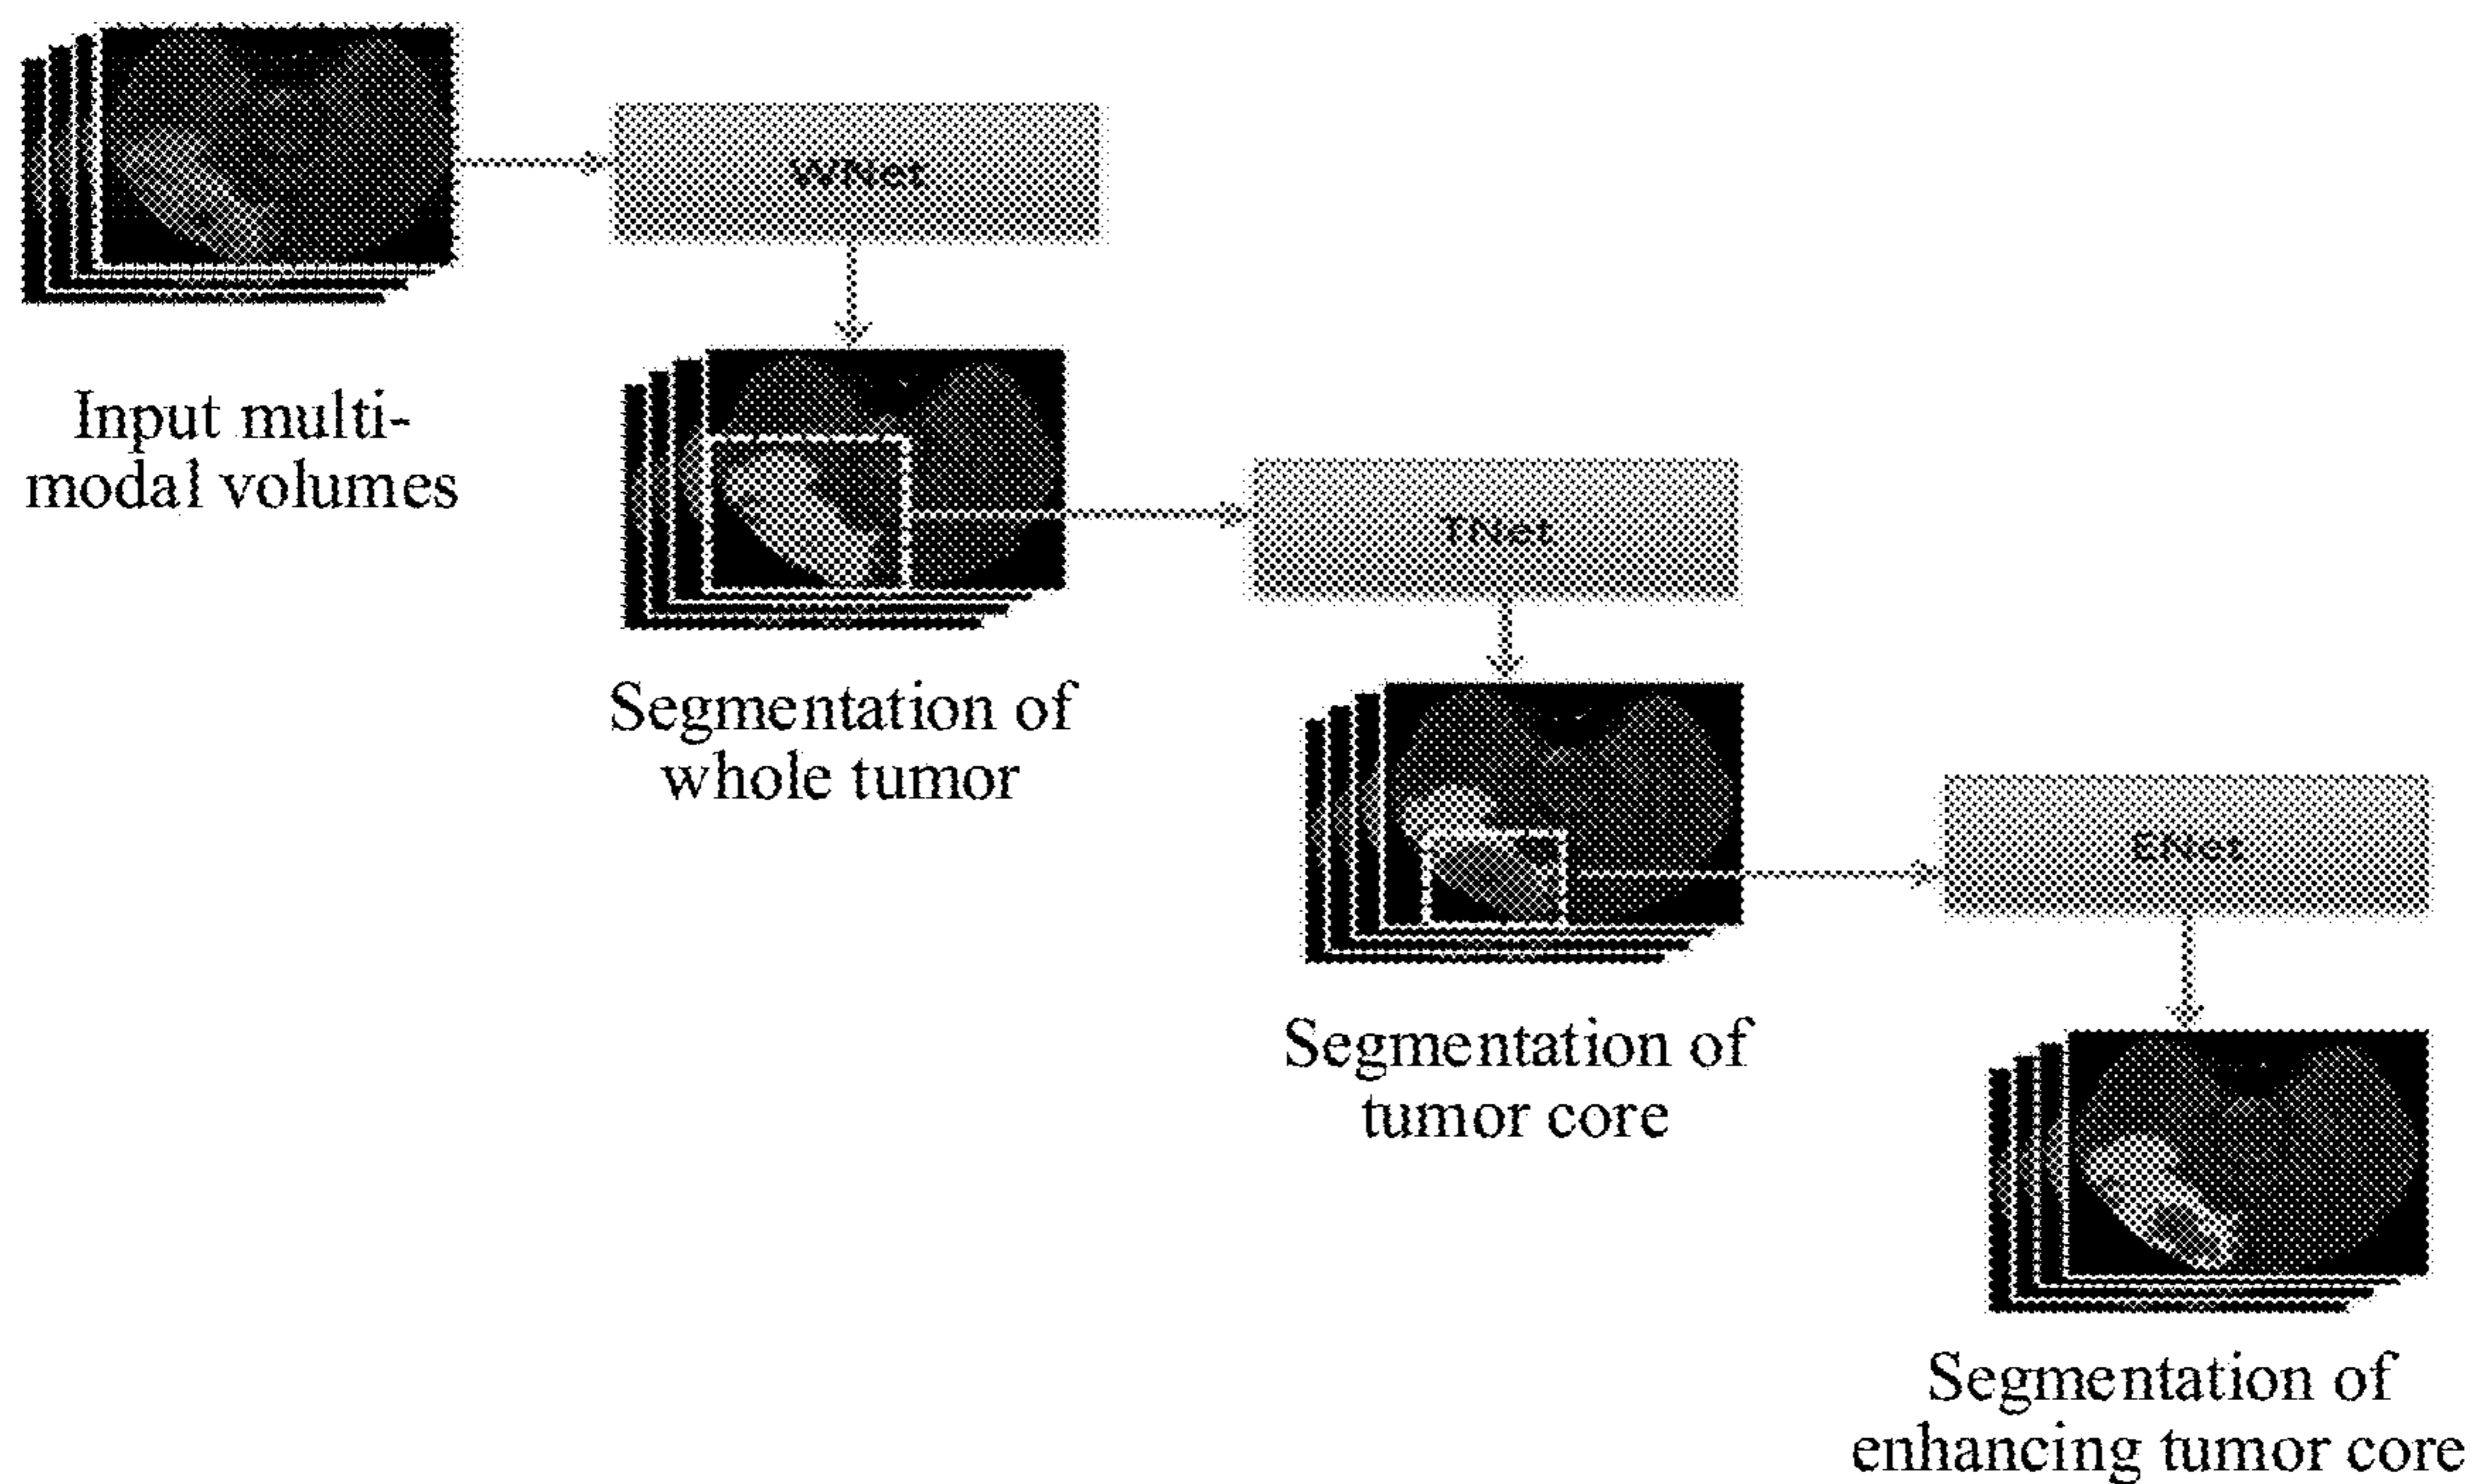 WNet
Input multi-
modal volumes
TNet
Segmentation of
whole tumor
ENet
Segmentation of
tumor core
Segmentation of
enhancing tumor core